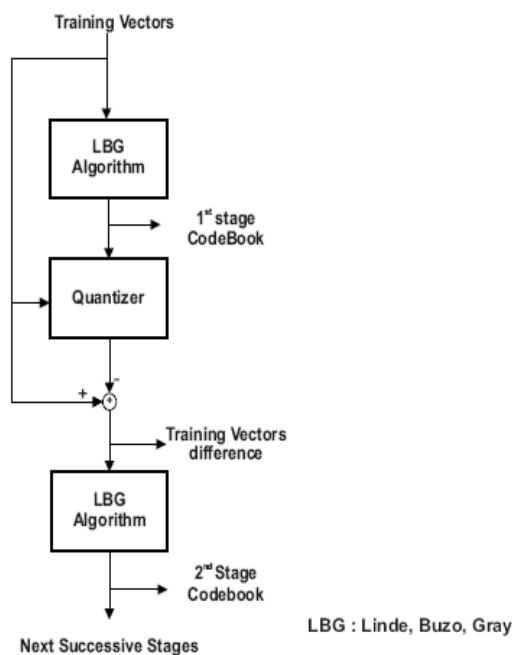 Training Vectors
LBG
Algorithm
1st stage
CodeBook
Quantizer
-
+
+
Training Vectors
difference
LBG
Algorithm
2nd Stage
Codebook
LBG : Linde, Buzo, Gray
Next Successive Stages